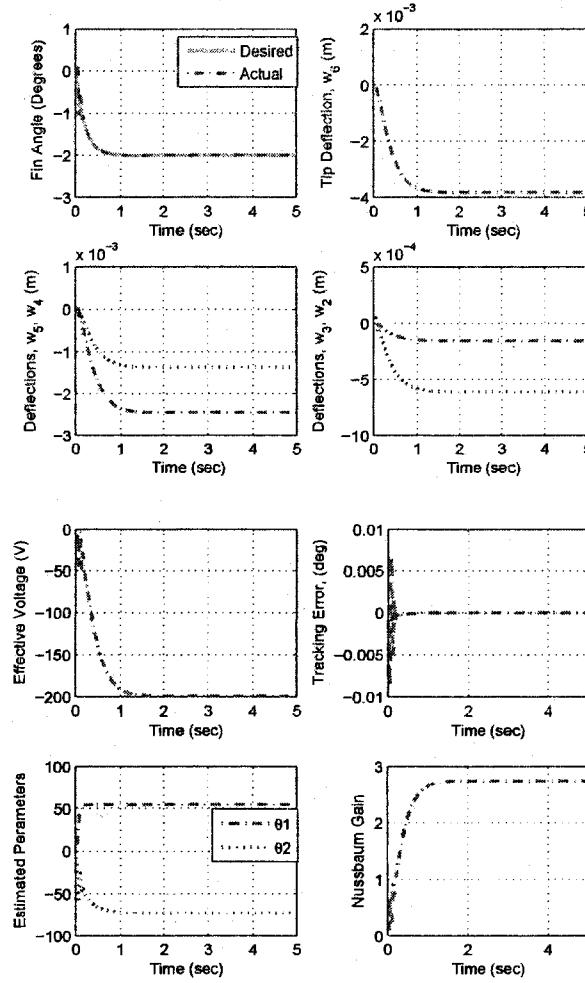 1
0
−1
−2
−3
Fin Angle (Degrees)
Desired
Actual
0 1 2 3 4 5
Time (sec)
× 10⁻³
2
0
−2
−4
Tip Deflection, w₆ (m)
0 1 2 3 4 5
Time (sec)
× 10⁻³
1
0
−1
−2
−3
Deflections, w₅, w₄ (m)
0 1 2 3 4 5
Time (sec)
× 10⁻⁴
5
0
−5
−10
Deflections, w₃, w₂ (m)
0 1 2 3 4 5
Time (sec)
0
−50
−100
−150
−200
Effective Voltage (V)
0 1 2 3 4 5
Time (sec)
0.01
0.005
0
−0.005
−0.01
Tracking Error, (deg)
0 2 4
Time (sec)
100
50
0
−50
−100
Estimated Perameters
θ1
θ2
0 1 2 3 4 5
Time (sec)
3
2
1
0
Nussbaum Gain
0 1 2 3 4 5
Time (sec)